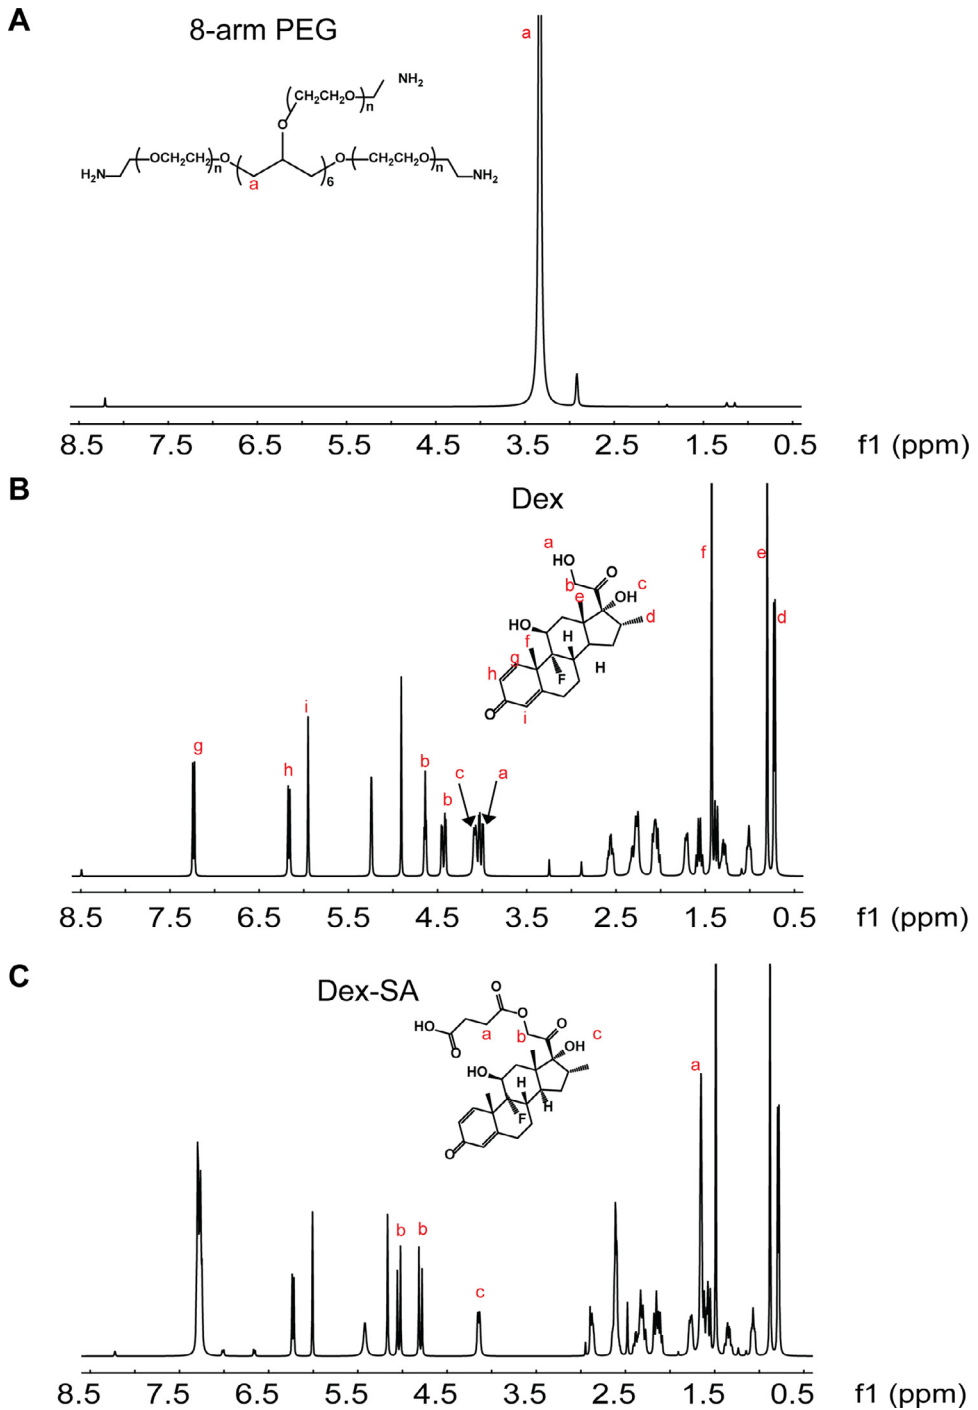 A
8-arm PEG
a
NH2
(CH2CH2O)n
O
H2N (OCH2CH2)n O ( )6 O (CH2CH2O)n NH2
a
8.5 7.5 6.5 5.5 4.5 3.5 2.5 1.5 0.5 f1 (ppm)
B
Dex
a
HO O
b c
e OH
HO d
f H
g F H
h
O i
f e
d
i
g h b c a
b
8.5 7.5 6.5 5.5 4.5 3.5 2.5 1.5 0.5 f1 (ppm)
C
Dex-SA
O
HO O O
a b c
O OH
HO H
F H
O
a
b b
c
8.5 7.5 6.5 5.5 4.5 3.5 2.5 1.5 0.5 f1 (ppm)